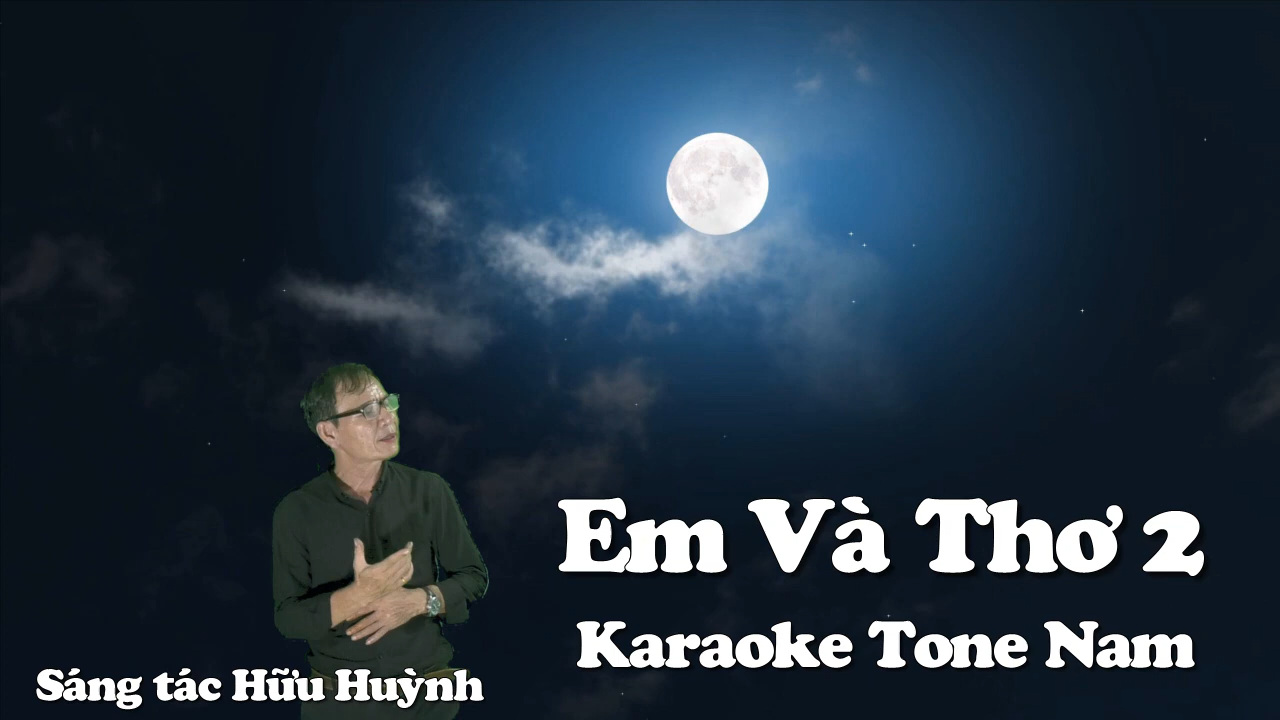 Em Và Thơ 2
Karaoke Tone Nam
Sáng tác Hữu Huỳnh